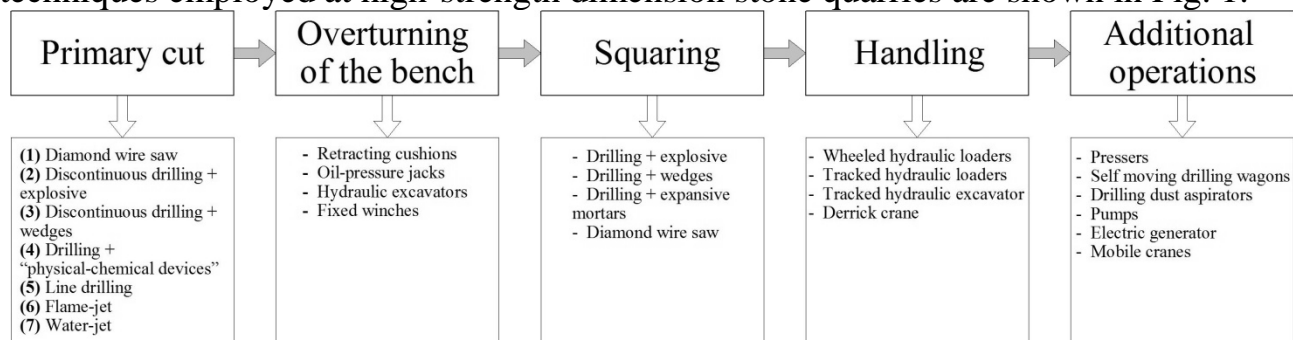 techniques employed at high-strength dimension stone quarries are shown in Fig. 1.
Primary cut
Overturning
of the bench
Squaring
Handling
Additional
operations
(1) Diamond wire saw
(2) Discontinuous drilling +
explosive
(3) Discontinuous drilling +
wedges
(4) Drilling +
“physical-chemical devices”
(5) Line drilling
(6) Flame-jet
(7) Water-jet
- Retracting cushions
- Oil-pressure jacks
- Hydraulic excavators
- Fixed winches
- Drilling + explosive
- Drilling + wedges
- Drilling + expansive
mortars
- Diamond wire saw
- Wheeled hydraulic loaders
- Tracked hydraulic loaders
- Tracked hydraulic excavator
- Derrick crane
- Pressers
- Self moving drilling wagons
- Drilling dust aspirators
- Pumps
- Electric generator
- Mobile cranes